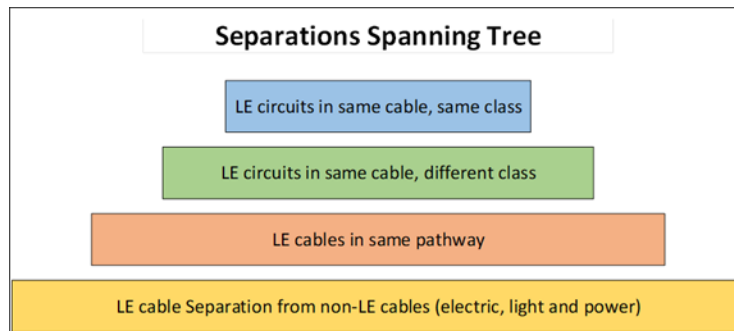 Separations Spanning Tree
LE circuits in same cable, same class
LE circuits in same cable, different class
LE cables in same pathway
LE cable Separation from non-LE cables (electric, light and power)